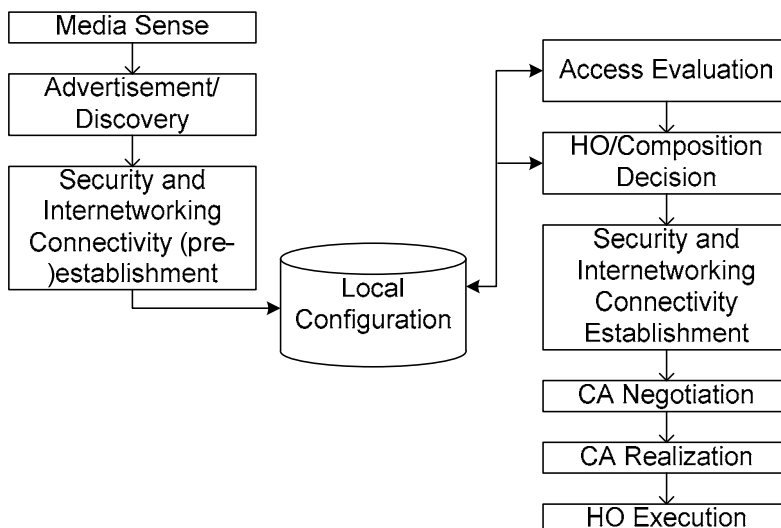 Media Sense
Advertisement/
Discovery
Security and
Internetworking
Connectivity (pre-
)establishment
Local
Configuration
Access Evaluation
HO/Composition
Decision
Security and
Internetworking
Connectivity
Establishment
CA Negotiation
CA Realization
HO Execution